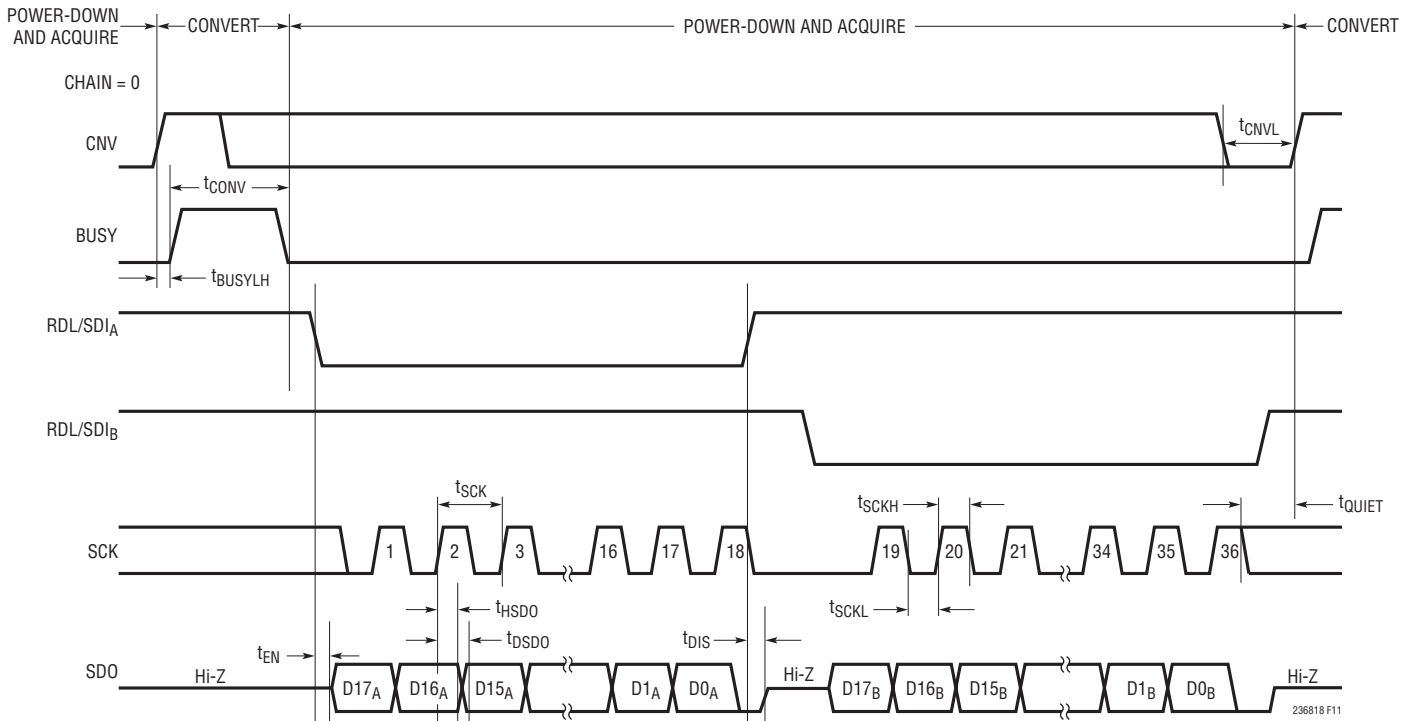 POWER-DOWN
AND ACQUIRE
CONVERT
POWER-DOWN AND ACQUIRE
CONVERT
CHAIN = 0
CNV
tCNVL
tCONV
BUSY
tBUSYLH
RDL/SDIA
RDL/SDIB
tSCK
tSCKH
tQUIET
SCK
1
2
3
16
17
18
19
20
21
34
35
36
tHSDO
tSCKL
tDSDO
tDIS
tEN
SDO
Hi-Z
D17A
D16A
D15A
D1A
D0A
Hi-Z
D17B
D16B
D15B
D1B
D0B
Hi-Z
236818 F11